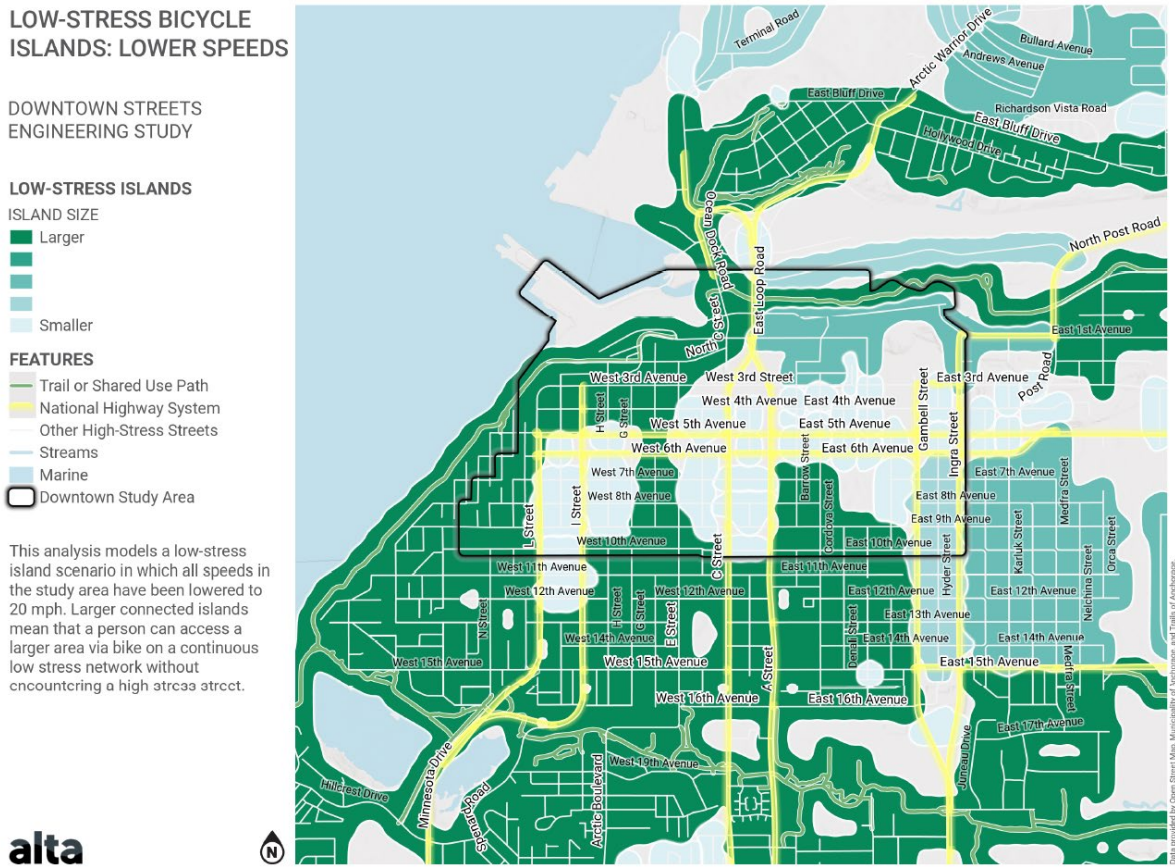 LOW-STRESS BICYCLE
ISLANDS: LOWER SPEEDS
DOWNTOWN STREETS
ENGINEERING STUDY
LOW-STRESS ISLANDS
ISLAND SIZE
Larger
Smaller
FEATURES
Trail or Shared Use Path
National Highway System
Other High-Stress Streets
Streams
Marine
Downtown Study Area
This analysis models a low-stress
island scenario in which all speeds in
the study area have been lowered to
20 mph. Larger connected islands
mean that a person can access a
larger area via bike on a continuous
low stress network without
encountering a high stress street.
alta
N
Terminal Road
Arctic Warrior Drive
Bullard Avenue
Andrews Avenue
East Bluff Drive
Richardson Vista Road
East Bluff Drive
Hollywood Drive
Ocean Dock Road
East Loop Road
North Post Road
North C Street
East 1st Avenue
Post Road
West 3rd Avenue
West 3rd Street
East 3rd Avenue
West 4th Avenue
East 4th Avenue
H Street
G Street
Gambell Street
Ingra Street
West 5th Avenue
East 5th Avenue
West 6th Avenue
East 6th Avenue
Barrow Street
West 7th Avenue
East 7th Avenue
Medfra Street
L Street
I Street
West 8th Avenue
East 8th Avenue
Cordova Street
East 9th Avenue
Karluk Street
Orca Street
West 10th Avenue
East 10th Avenue
C Street
Hyder Street
Nelchina Street
West 11th Avenue
East 11th Avenue
West 12th Avenue
West 12th Avenue
East 12th Avenue
East 12th Avenue
N Street
H Street
G Street
E Street
East 13th Avenue
Denali Street
West 14th Avenue
East 14th Avenue
East 14th Avenue
West 15th Avenue
West 15th Avenue
A Street
East 15th Avenue
Medfra Street
West 16th Avenue
East 16th Avenue
East 17th Avenue
Juneau Drive
West 19th Avenue
Minnesota Drive
Hillcrest Drive
Spenard Road
Arctic Boulevard